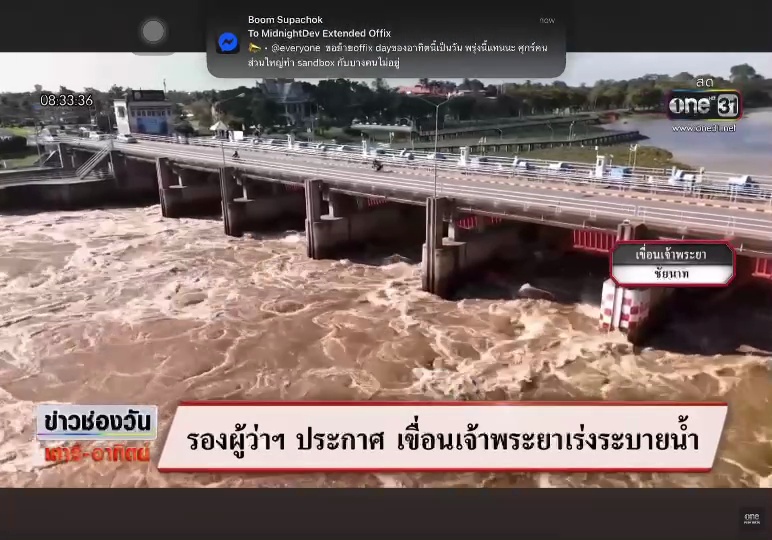 Boom Supachok
now
To MidnightDev Extended Offix
• @everyone ขอย้ายoffix dayของอาทิตนี้เป็นวัน พรุ่งนี้แทนนะ ศุกร์คน
ส่วนใหญ่ทำ sandbox กับบางคนไม่อยู่
08:33:36
สด
one 31
www.one31.net
เขื่อนเจ้าพระยา
ชัยนาท
ข่าวช่องวัน
เสาร์-อาทิตย์
รองผู้ว่าฯ ประกาศ เขื่อนเจ้าพระยาเร่งระบายน้ำ
one